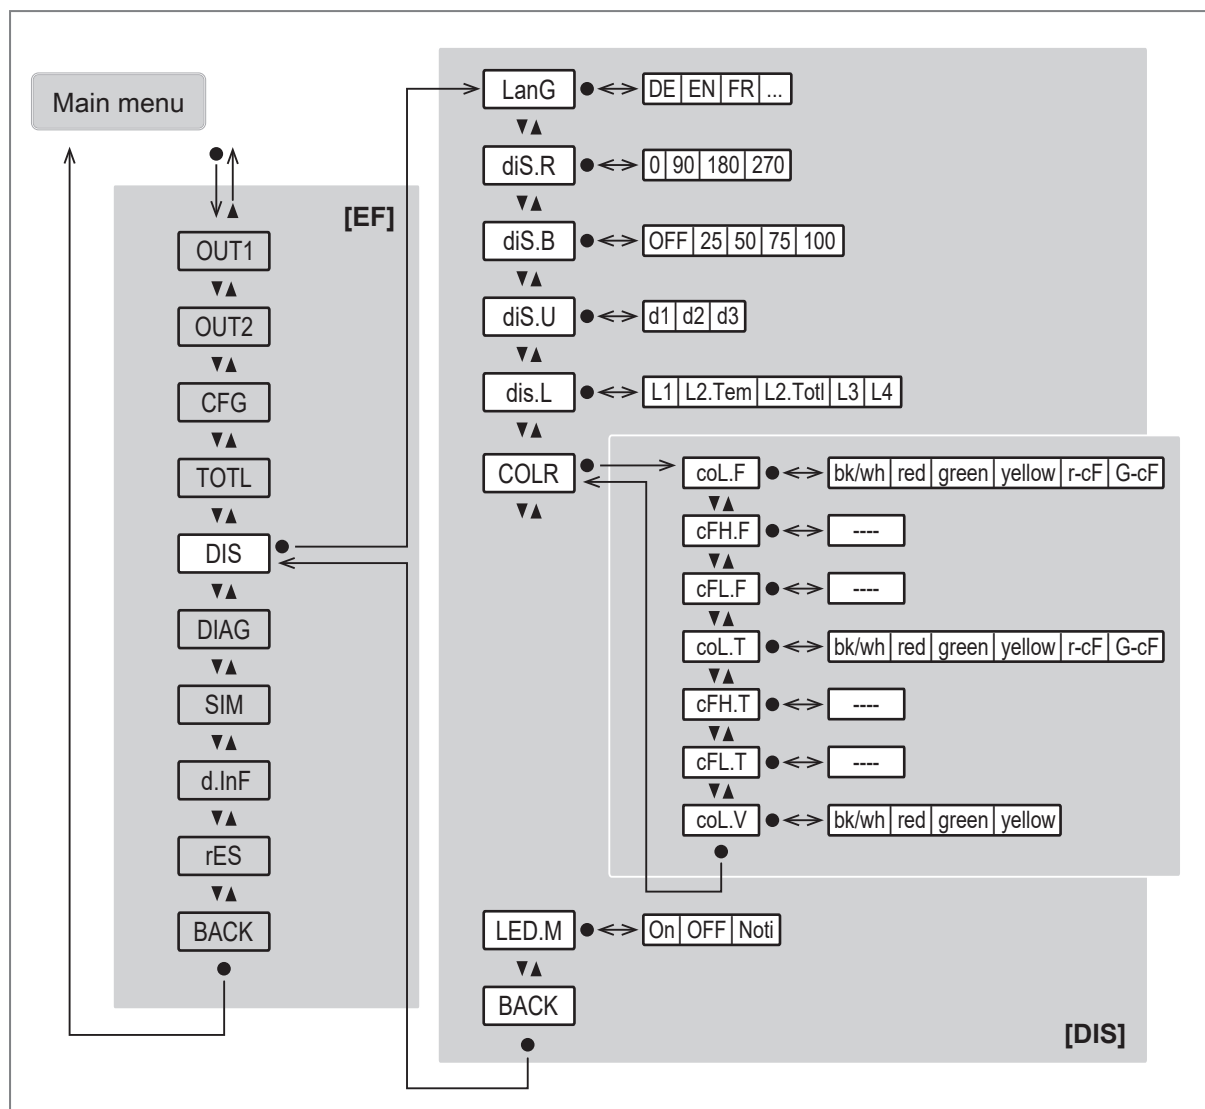 Main menu
[EF]
OUT1
OUT2
CFG
TOTL
DIS
DIAG
SIM
d.InF
rES
BACK
LanG DE EN FR ...
diS.R 0 90 180 270
diS.B OFF 25 50 75 100
diS.U d1 d2 d3
dis.L L1 L2.Tem L2.Totl L3 L4
COLR
coL.F bk/wh red green yellow r-cF G-cF
cFH.F ----
cFL.F ----
coL.T bk/wh red green yellow r-cF G-cF
cFH.T ----
cFL.T ----
coL.V bk/wh red green yellow
LED.M On OFF Noti
BACK
[DIS]